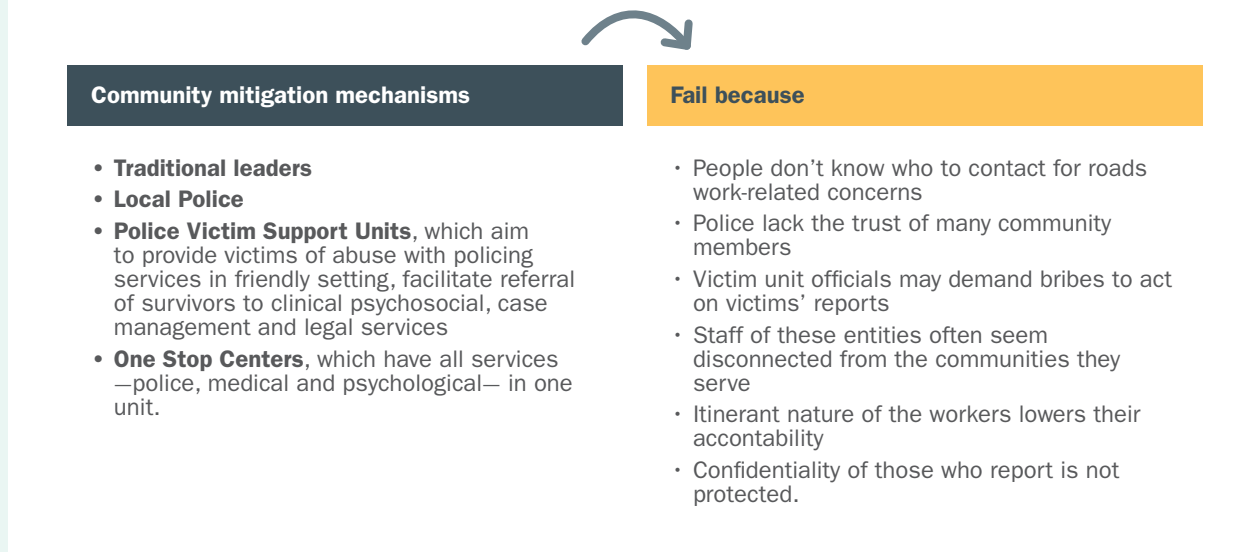 Community mitigation mechanisms
• Traditional leaders
• Local Police
• Police Victim Support Units, which aim
to provide victims of abuse with policing
services in friendly setting, facilitate referral
of survivors to clinical psychosocial, case
management and legal services
• One Stop Centers, which have all services
—police, medical and psychological— in one
unit.
Fail because
· People don’t know who to contact for roads
work-related concerns
· Police lack the trust of many community
members
· Victim unit officials may demand bribes to act
on victims’ reports
· Staff of these entities often seem
disconnected from the communities they
serve
· Itinerant nature of the workers lowers their
accontability
· Confidentiality of those who report is not
protected.